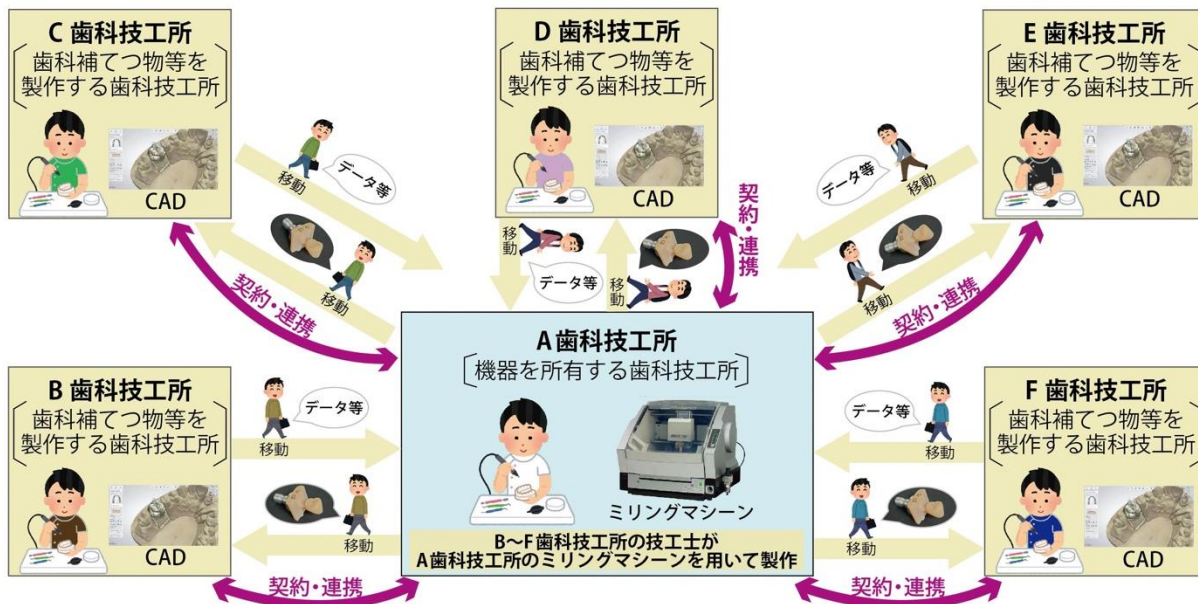 C 歯科技工所
歯科補てつ物等を
製作する歯科技工所
CAD
D 歯科技工所
歯科補てつ物等を
製作する歯科技工所
CAD
E 歯科技工所
歯科補てつ物等を
製作する歯科技工所
CAD
移動
データ等
移動
契約・連携
移動
データ等
移動
契約・連携
データ等
移動
移動
契約・連携
B 歯科技工所
歯科補てつ物等を
製作する歯科技工所
CAD
データ等
移動
移動
契約・連携
A歯科技工所
機器を所有する歯科技工所
ミリングマシーン
B〜F歯科技工所の技工士が
A歯科技工所のミリングマシーンを用いて製作
データ等
移動
移動
契約・連携
F 歯科技工所
歯科補てつ物等を
製作する歯科技工所
CAD